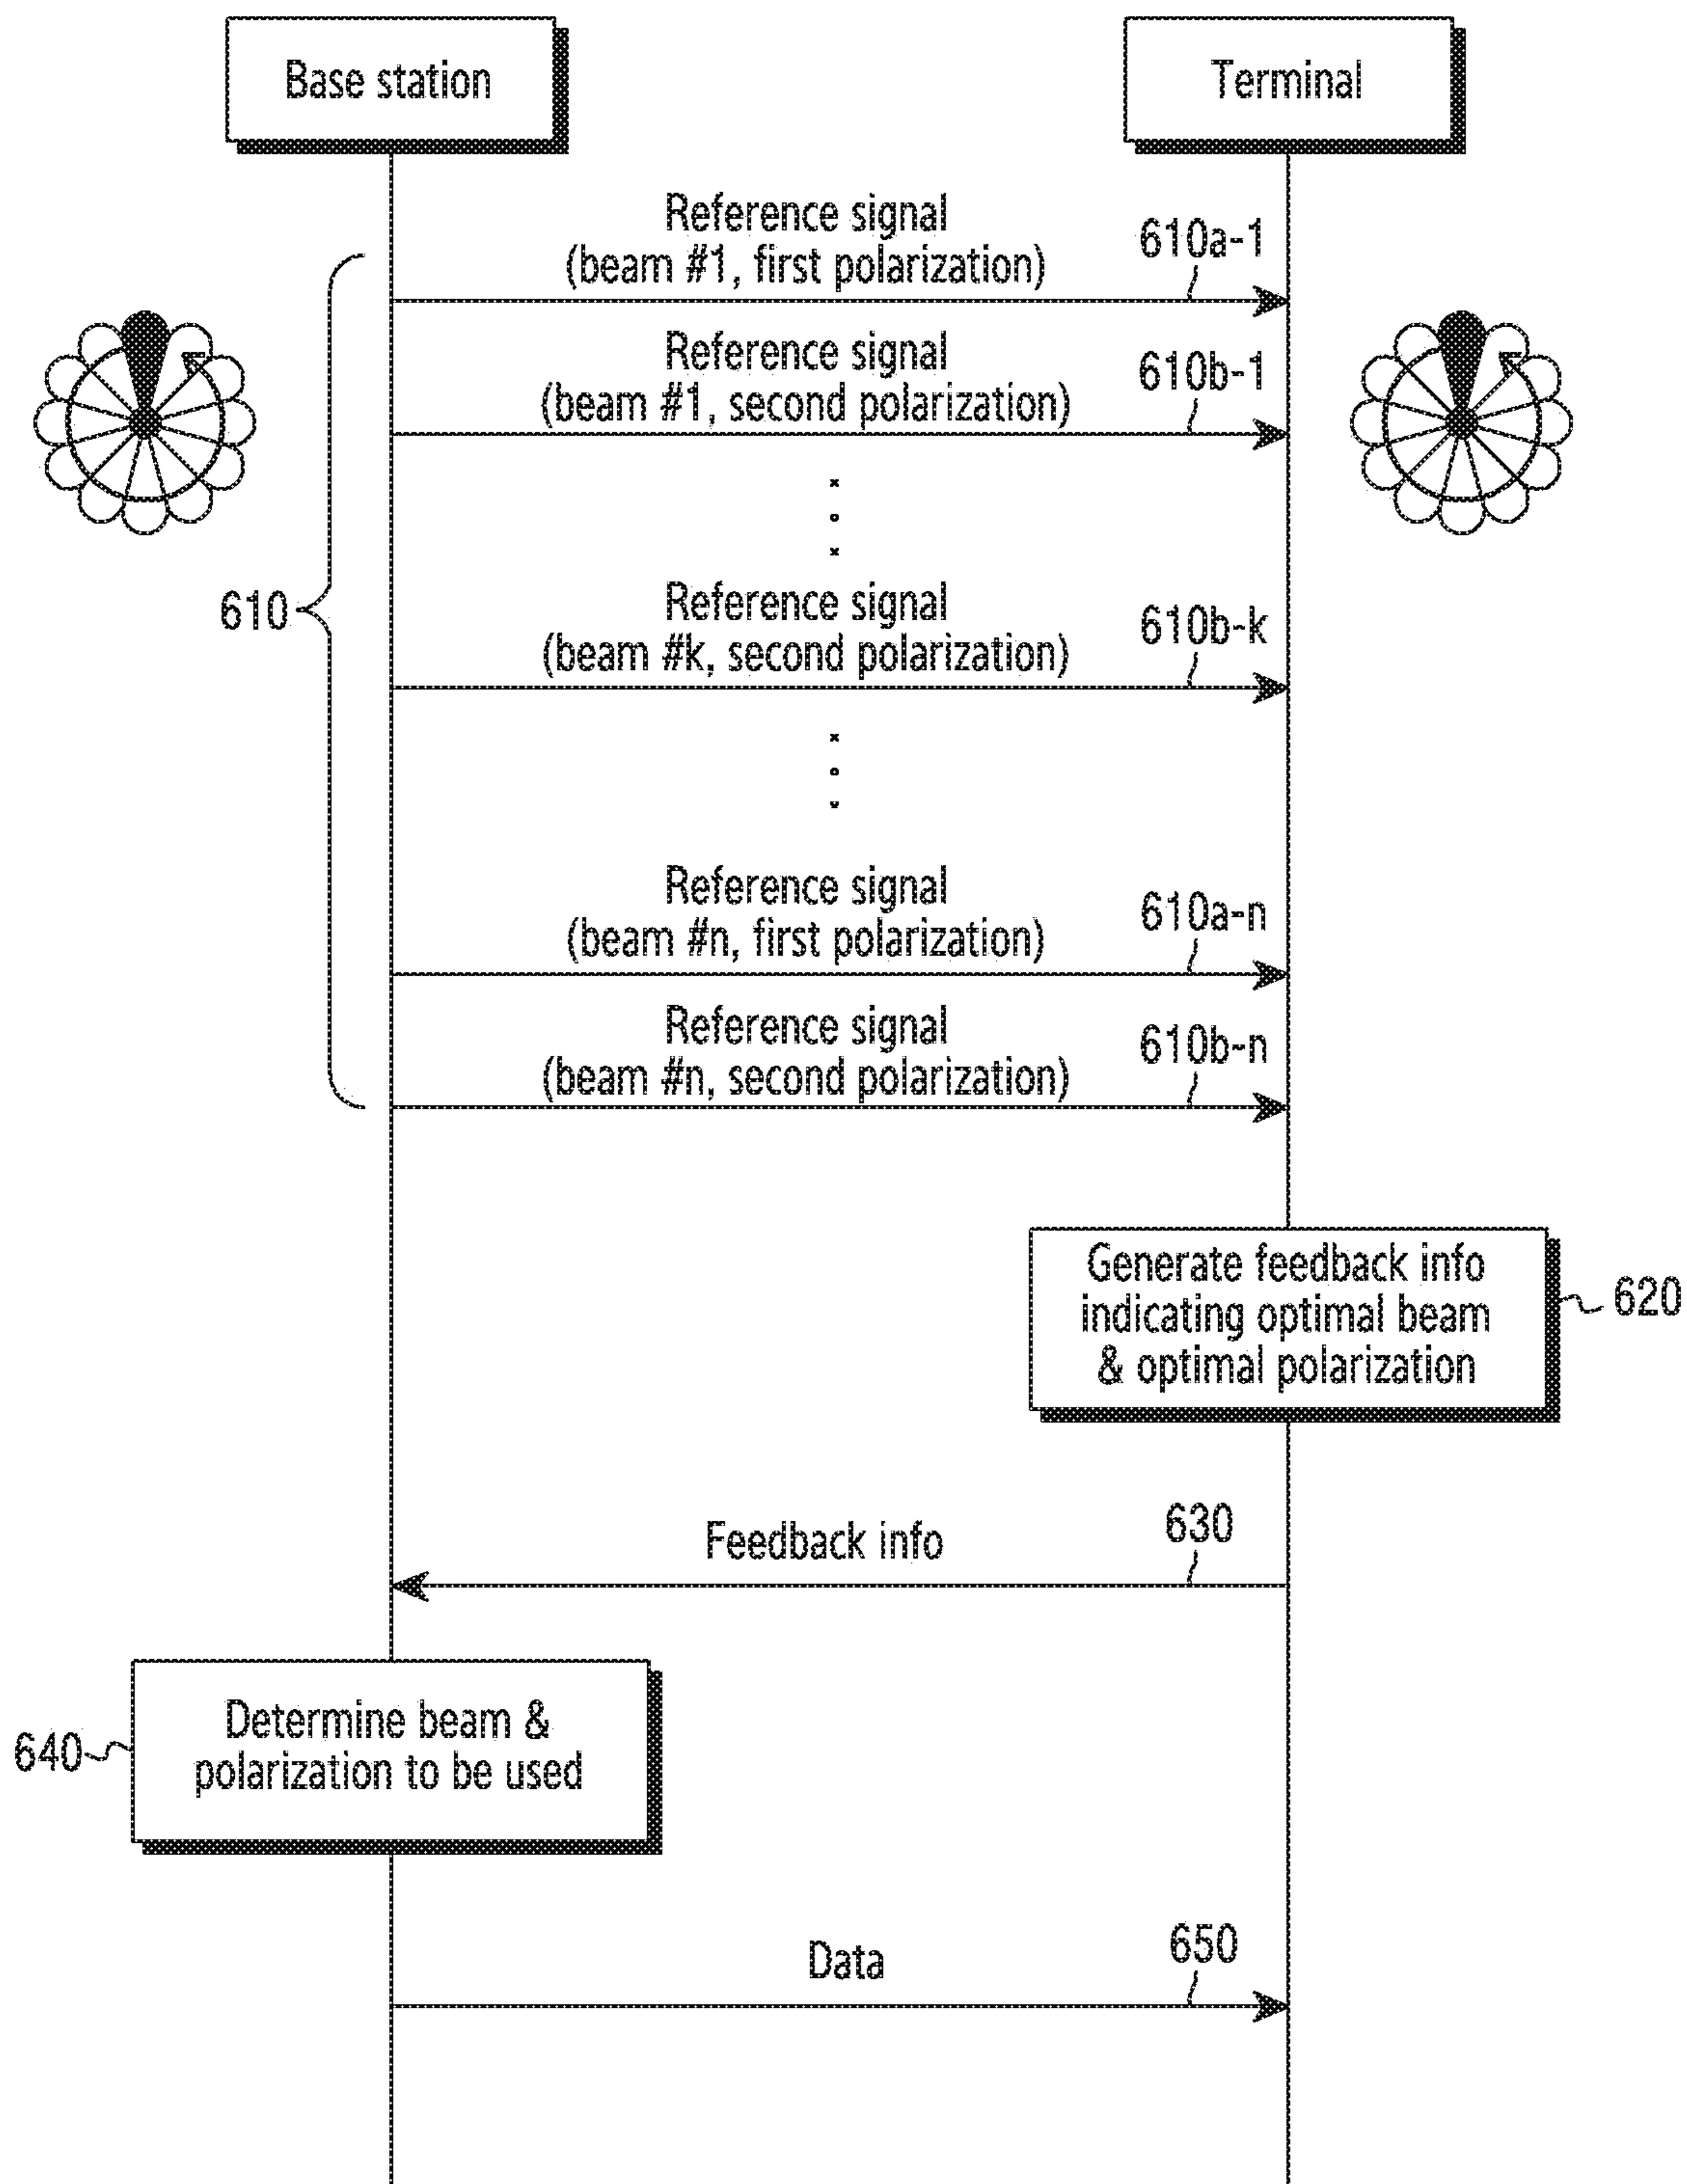 Base station
Terminal
Reference signal
(beam #1, first polarization)
610a-1
Reference signal
(beam #1, second polarization)
610b-1
610
Reference signal
(beam #k, second polarization)
610b-k
Reference signal
(beam #n, first polarization)
610a-n
Reference signal
(beam #n, second polarization)
610b-n
Generate feedback info
indicating optimal beam
& optimal polarization
620
Feedback info
630
Determine beam &
polarization to be used
640
Data
650